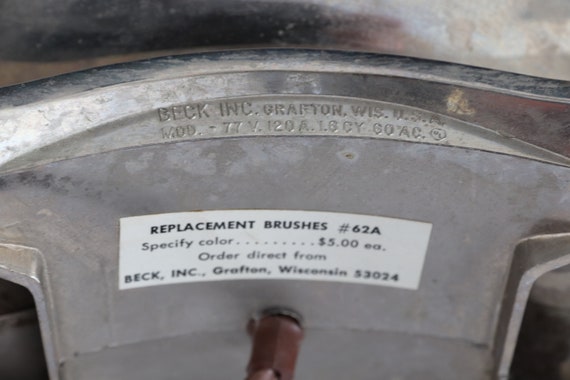 BECK INC. GRAFTON, WIS. U.S.A.
MOD. - 77 V. 120 A. 1.6 CY. 60 AC.
REPLACEMENT BRUSHES #62A
Specify color.........$5.00 ea.
Order direct from
BECK, INC., Grafton, Wisconsin 53024